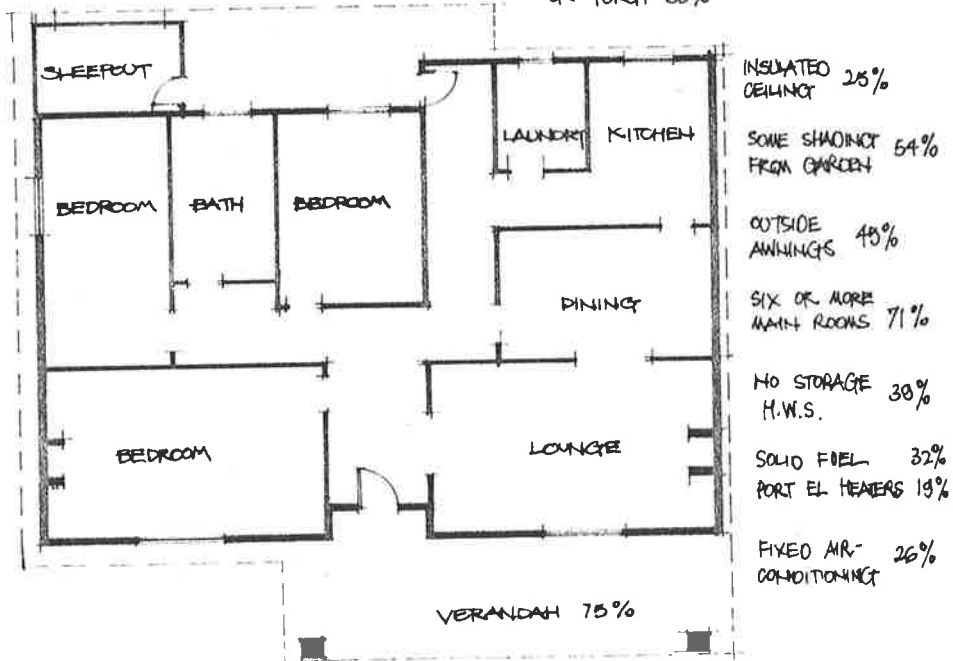 SLEEPOUT
BEDROOM
BATH
BEDROOM
LAUNDRY
KITCHEN
DINING
BEDROOM
LOUNGE
VERANDAH 75%
INSULATED
CEILING 25%
SOME SHADING
FROM GARDEN 54%
OUTSIDE
AWNINGS 49%
SIX OR MORE
MAIN ROOMS 71%
NO STORAGE
H.W.S. 39%
SOLID FUEL 32%
PORT EL HEATERS 19%
FIXED AIR-
CONDITIONING 26%